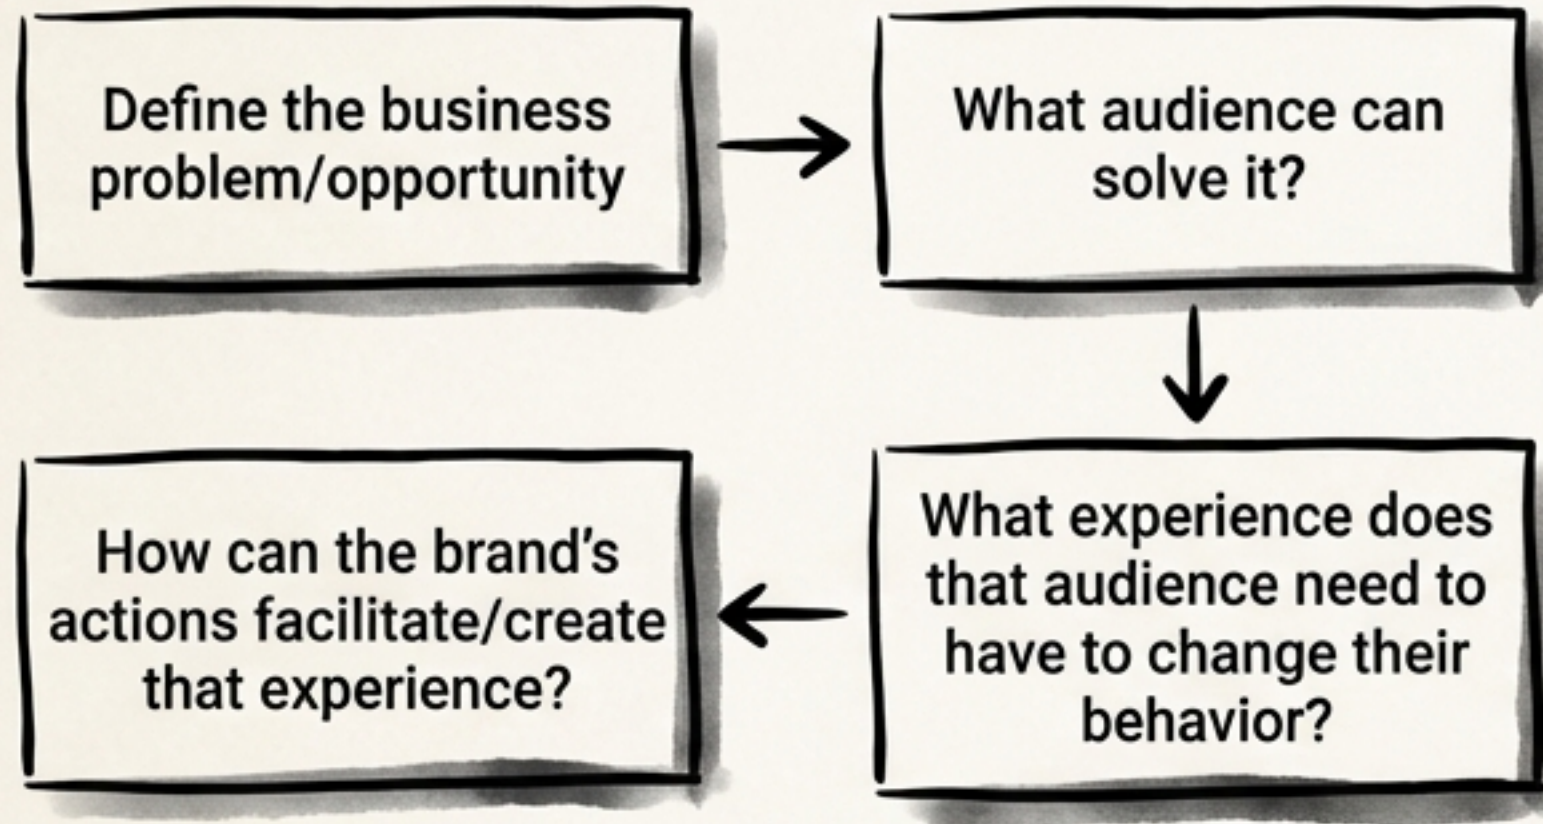 Define the business
problem/opportunity
What audience can
solve it?
What experience does
that audience need to
have to change their
behavior?
How can the brand’s
actions facilitate/create
that experience?